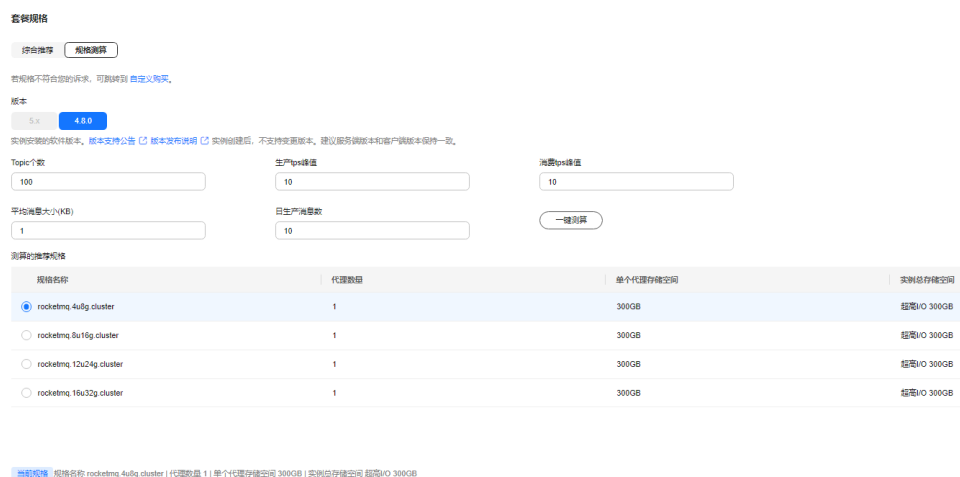 套餐规格
综合推荐 规格测算
若规格不符合您的诉求，可跳转到 自定义购买。
版本
5.x 4.8.0
实例安装的软件版本。版本支持公告 版本发布说明 实例创建后，不支持变更版本。建议服务端版本和客户端版本保持一致。
Topic个数 生产tps峰值 消费tps峰值
100 10 10
平均消息大小(KB) 日生产消息数
1 10 一键测算
测算的推荐规格
规格名称 代理数量 单个代理存储空间 实例总存储空间
rocketmq.4u8g.cluster 1 300GB 超高I/O 300GB
rocketmq.8u16g.cluster 1 300GB 超高I/O 300GB
rocketmq.12u24g.cluster 1 300GB 超高I/O 300GB
rocketmq.16u32g.cluster 1 300GB 超高I/O 300GB
当前规格 规格名称 rocketmq.4u8g.cluster | 代理数量 1 | 单个代理存储空间 300GB | 实例总存储空间 超高I/O 300GB